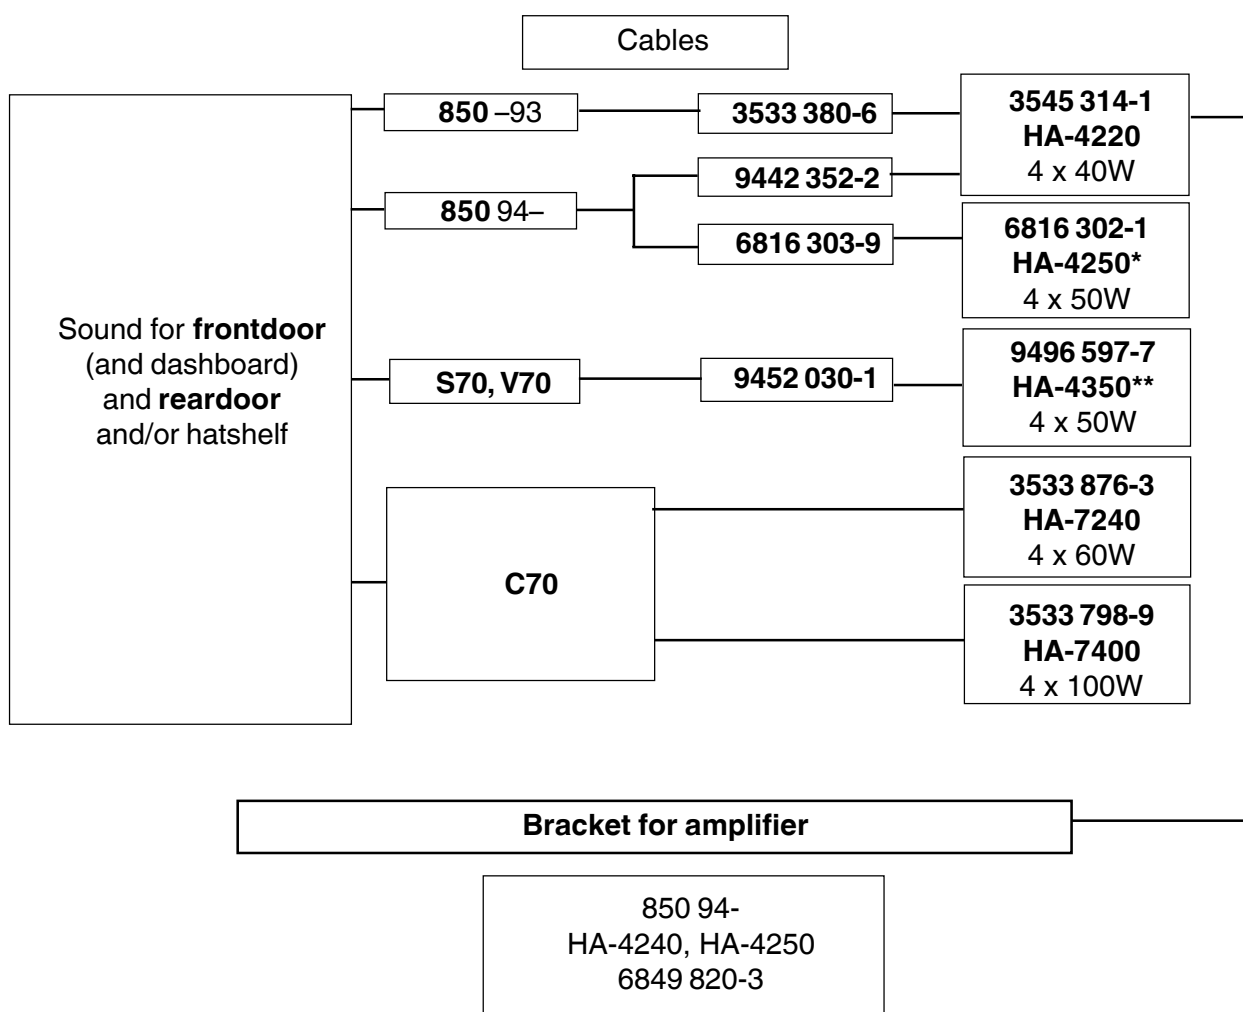 Cables
850 –93
3533 380-6
3545 314-1
HA-4220
4 x 40W
850 94–
9442 352-2
6816 303-9
6816 302-1
HA-4250*
4 x 50W
Sound for frontdoor
(and dashboard)
and reardoor
and/or hatshelf
S70, V70
9452 030-1
9496 597-7
HA-4350**
4 x 50W
C70
3533 876-3
HA-7240
4 x 60W
3533 798-9
HA-7400
4 x 100W
Bracket for amplifier
850 94-
HA-4240, HA-4250
6849 820-3